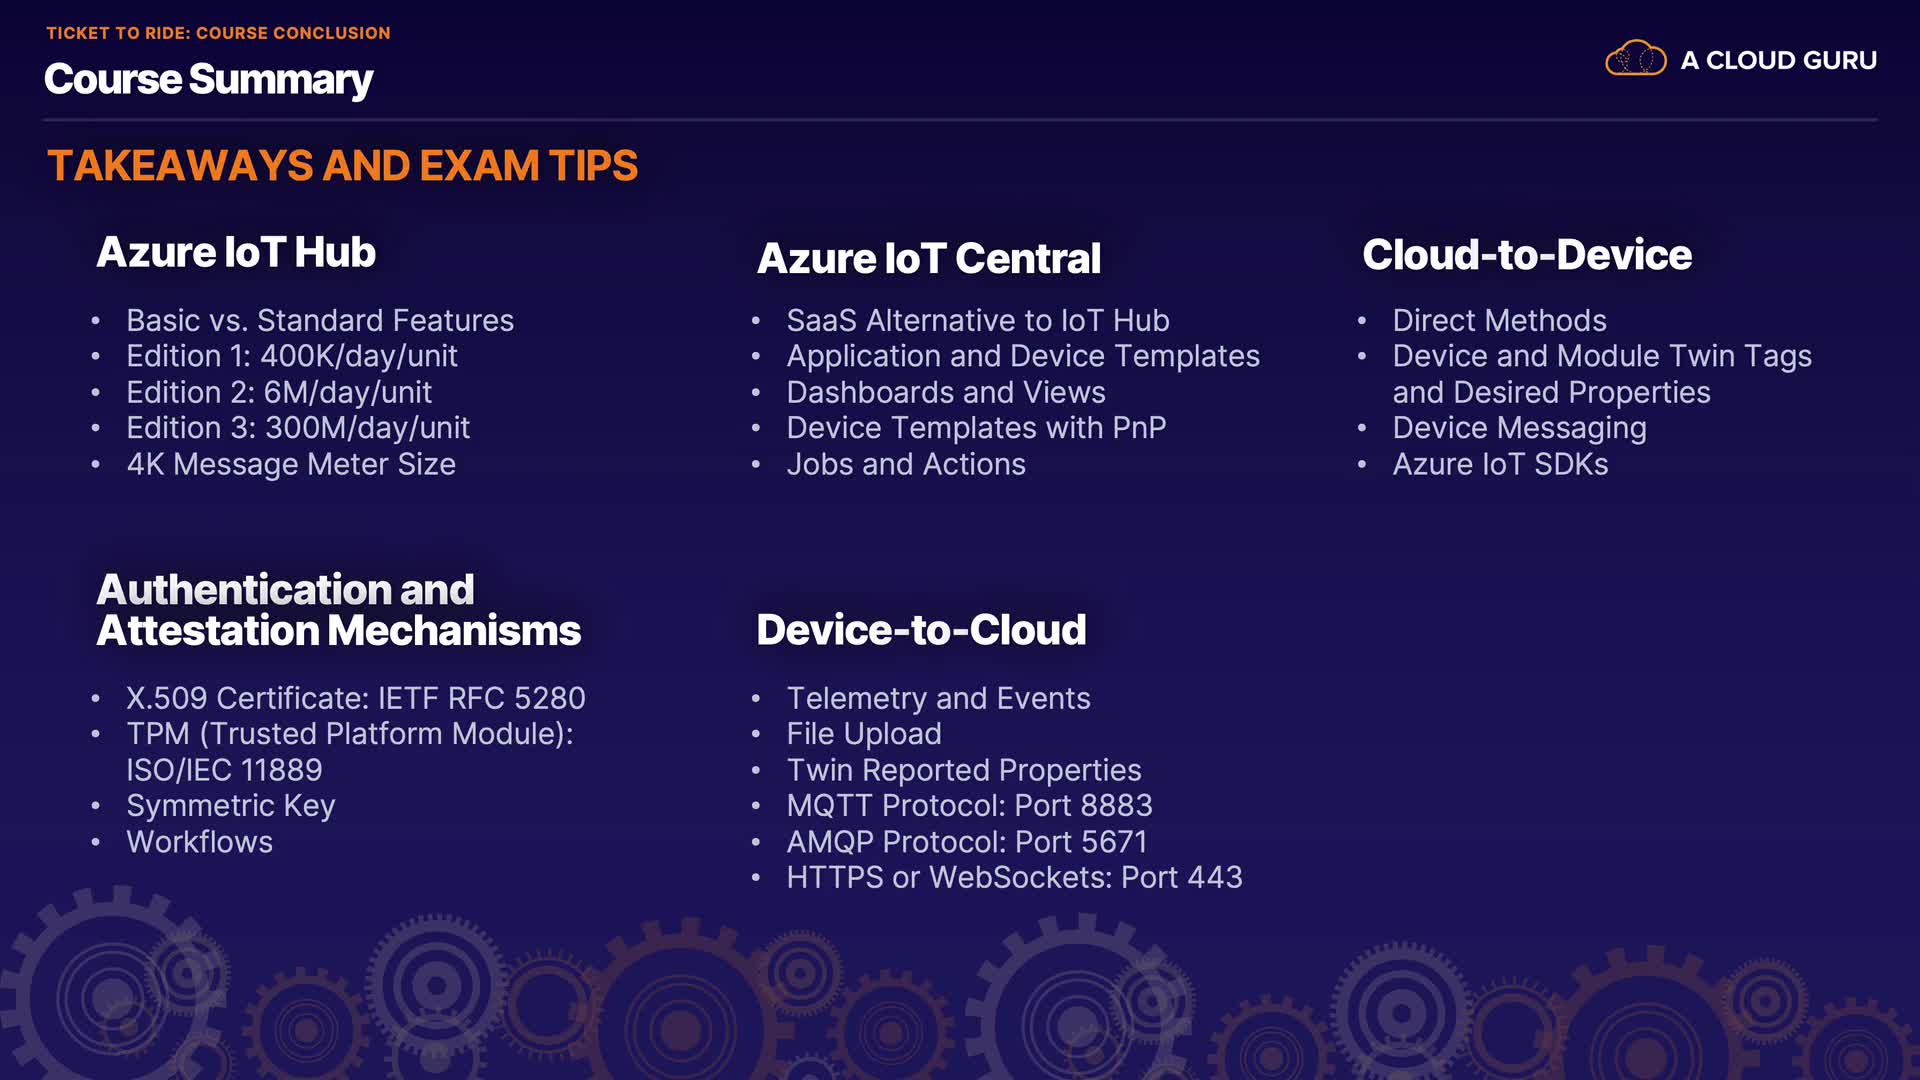 TICKET TO RIDE: COURSE CONCLUSION
Course Summary
A CLOUD GURU
TAKEAWAYS AND EXAM TIPS
Azure IoT Hub
• Basic vs. Standard Features
• Edition 1: 400K/day/unit
• Edition 2: 6M/day/unit
• Edition 3: 300M/day/unit
• 4K Message Meter Size
Azure IoT Central
• SaaS Alternative to IoT Hub
• Application and Device Templates
• Dashboards and Views
• Device Templates with PnP
• Jobs and Actions
Cloud-to-Device
• Direct Methods
• Device and Module Twin Tags
and Desired Properties
• Device Messaging
• Azure IoT SDKs
Authentication and
Attestation Mechanisms
• X.509 Certificate: IETF RFC 5280
• TPM (Trusted Platform Module):
ISO/IEC 11889
• Symmetric Key
• Workflows
Device-to-Cloud
• Telemetry and Events
• File Upload
• Twin Reported Properties
• MQTT Protocol: Port 8883
• AMQP Protocol: Port 5671
• HTTPS or WebSockets: Port 443